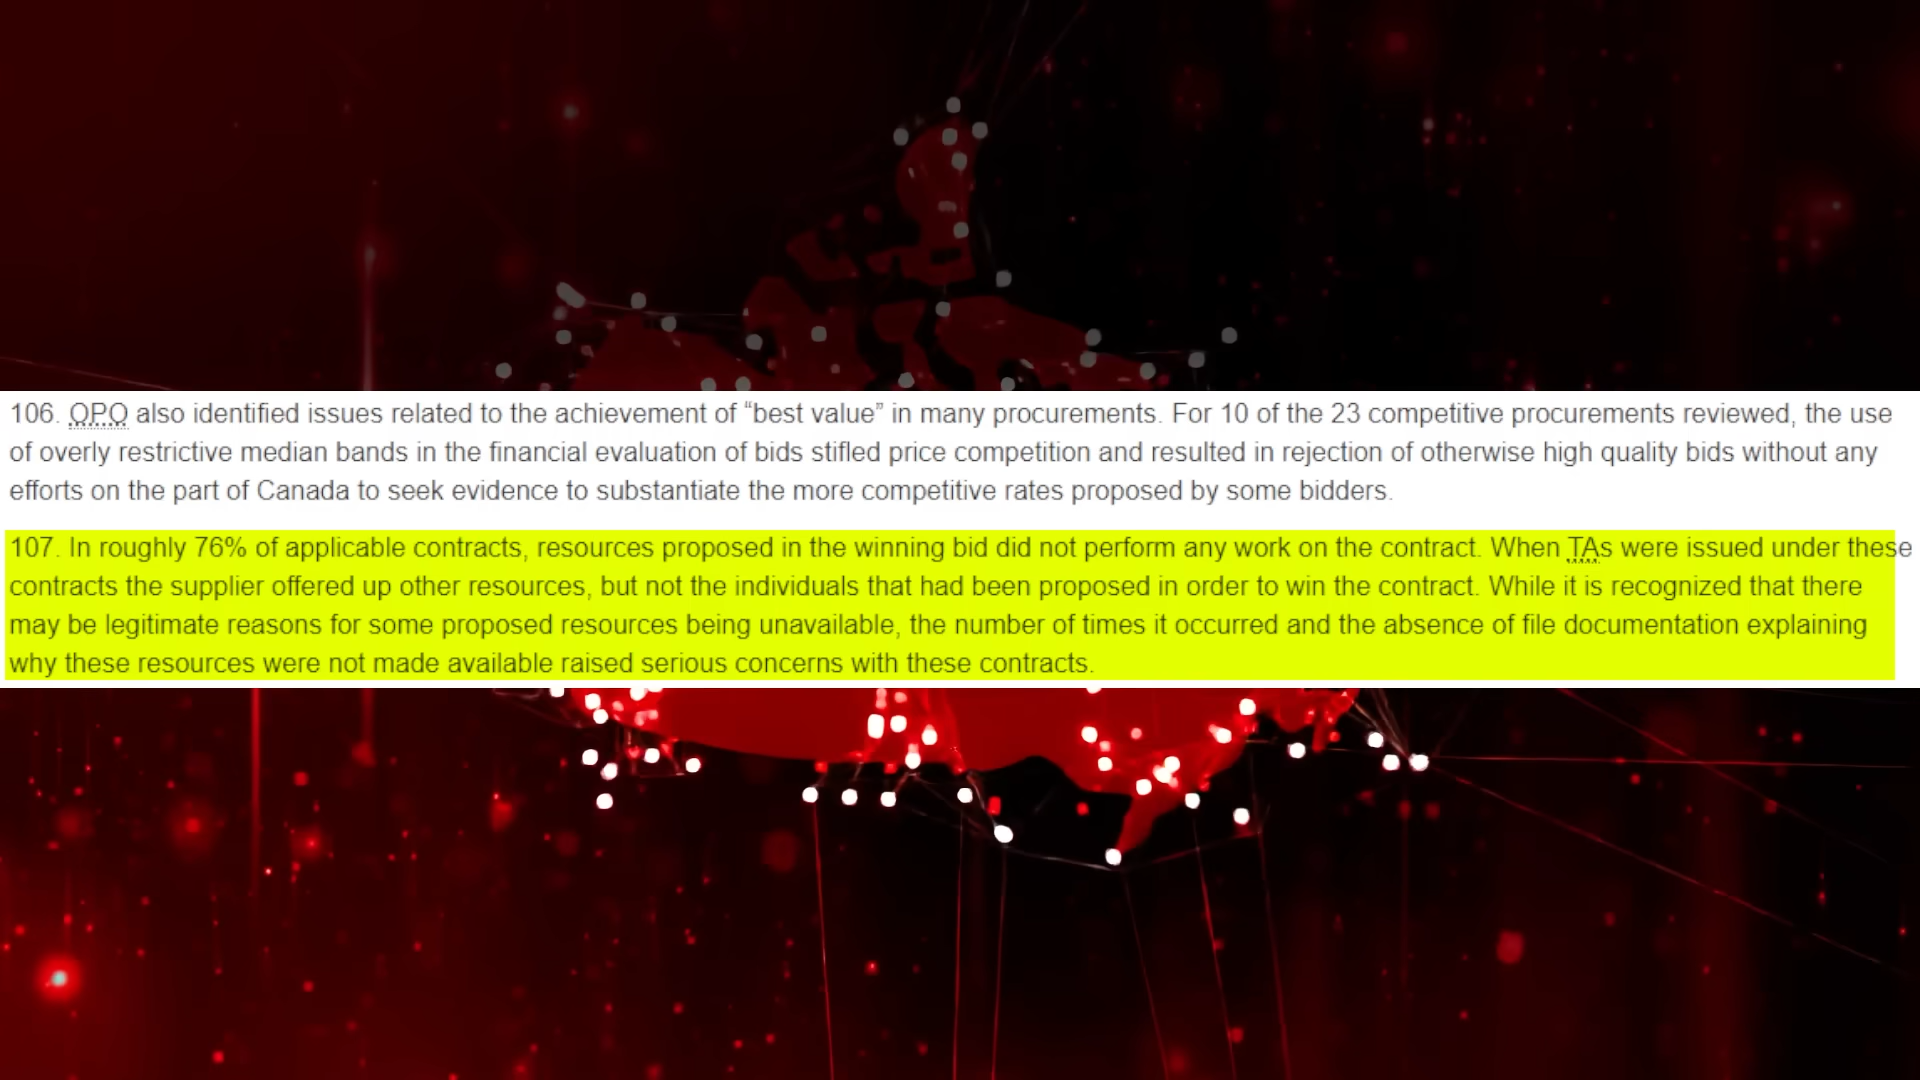 106. OPO also identified issues related to the achievement of “best value” in many procurements. For 10 of the 23 competitive procurements reviewed, the use
of overly restrictive median bands in the financial evaluation of bids stifled price competition and resulted in rejection of otherwise high quality bids without any
efforts on the part of Canada to seek evidence to substantiate the more competitive rates proposed by some bidders.
107. In roughly 76% of applicable contracts, resources proposed in the winning bid did not perform any work on the contract. When TAs were issued under these
contracts the supplier offered up other resources, but not the individuals that had been proposed in order to win the contract. While it is recognized that there
may be legitimate reasons for some proposed resources being unavailable, the number of times it occurred and the absence of file documentation explaining
why these resources were not made available raised serious concerns with these contracts.